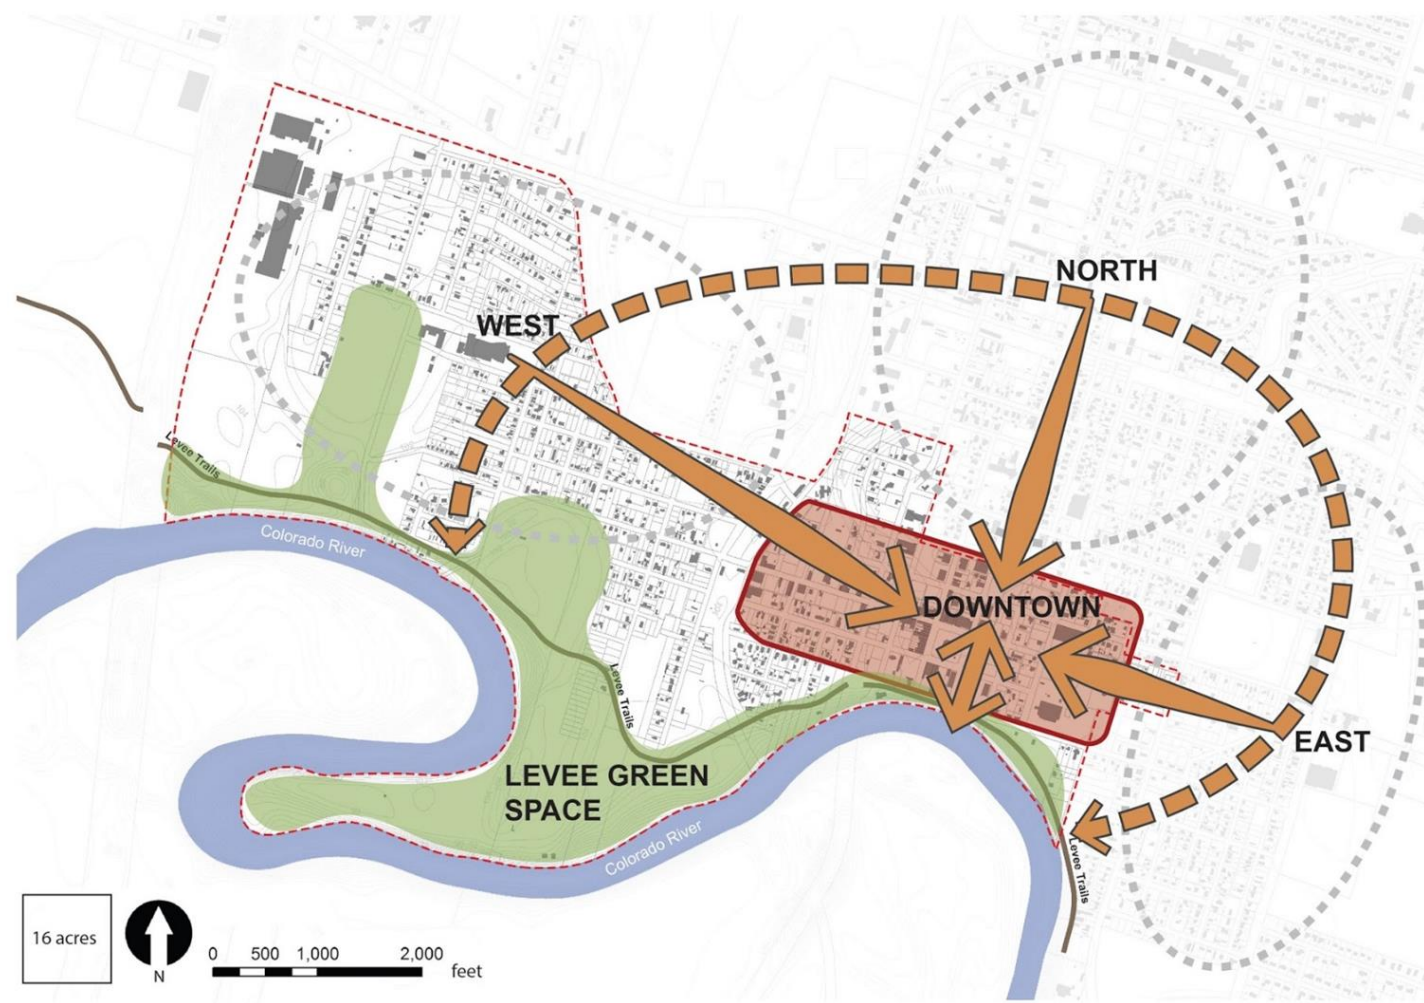 NORTH
WEST
Levee Trails
Colorado River
DOWNTOWN
Levee Trails
EAST
LEVEE GREEN
SPACE
Colorado River
Levee Trails
16 acres
N
0 500 1,000 2,000
feet